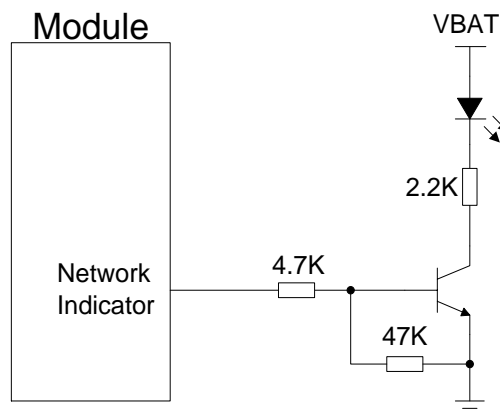 Module
VBAT
2.2K
4.7K
Network
Indicator
47K